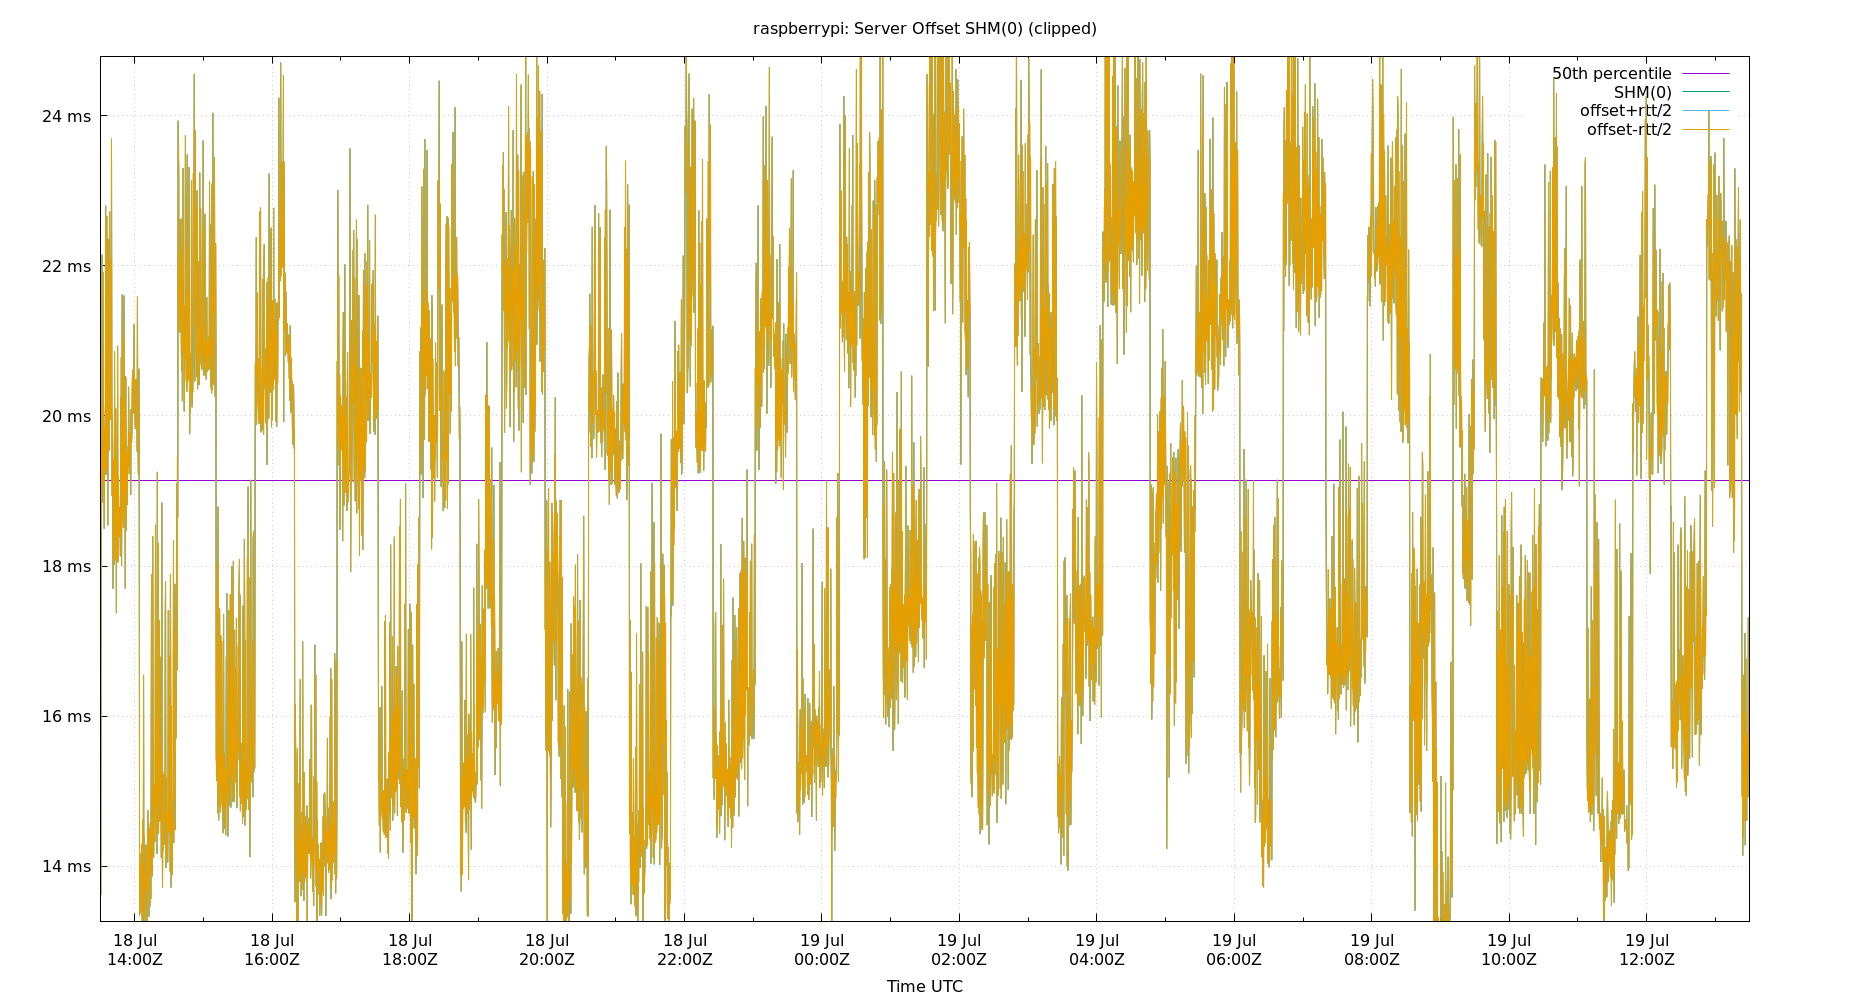 raspberrypi: Server Offset SHM(0) (clipped)
50th percentile
SHM(0)
offset+rtt/2
offset-rtt/2
24 ms
22 ms
20 ms
18 ms
16 ms
14 ms
18 Jul 18 Jul 18 Jul 18 Jul 18 Jul 19 Jul 19 Jul 19 Jul 19 Jul 19 Jul 19 Jul 19 Jul
14:00Z 16:00Z 18:00Z 20:00Z 22:00Z 00:00Z 02:00Z 04:00Z 06:00Z 08:00Z 10:00Z 12:00Z
Time UTC